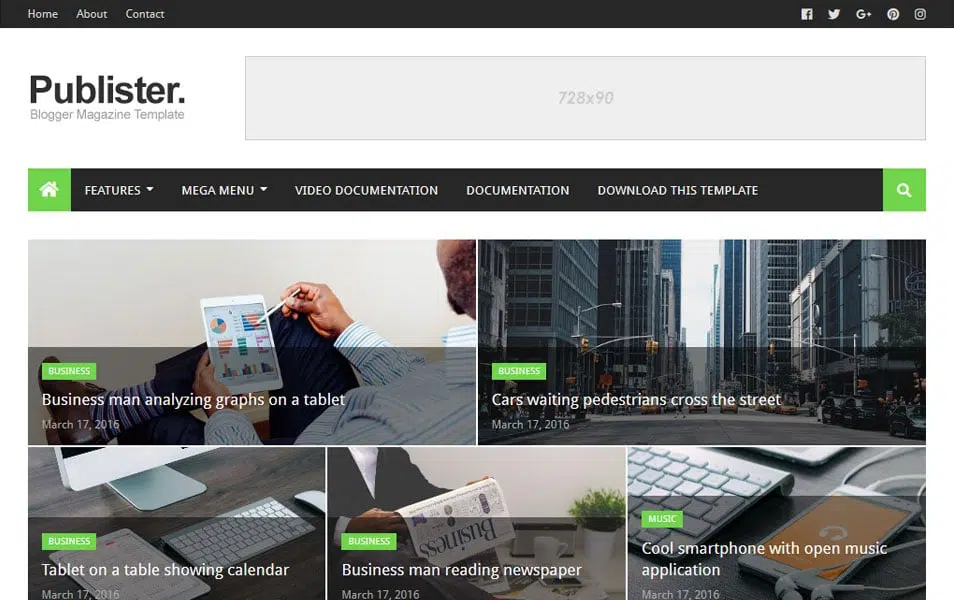 Home About Contact
Publister.
Blogger Magazine Template
728x90
FEATURES MEGA MENU VIDEO DOCUMENTATION DOCUMENTATION DOWNLOAD THIS TEMPLATE
BUSINESS
Business man analyzing graphs on a tablet
March 17, 2016
BUSINESS
Cars waiting pedestrians cross the street
March 17, 2016
BUSINESS
Tablet on a table showing calendar
March 17, 2016
Business
BUSINESS
Business man reading newspaper
March 17, 2016
MUSIC
Cool smartphone with open music
application
March 17, 2016